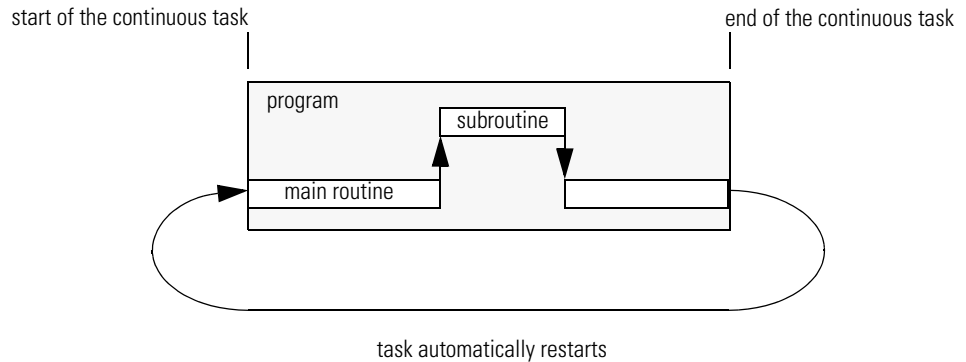 start of the continuous task
end of the continuous task
program
subroutine
main routine
task automatically restarts